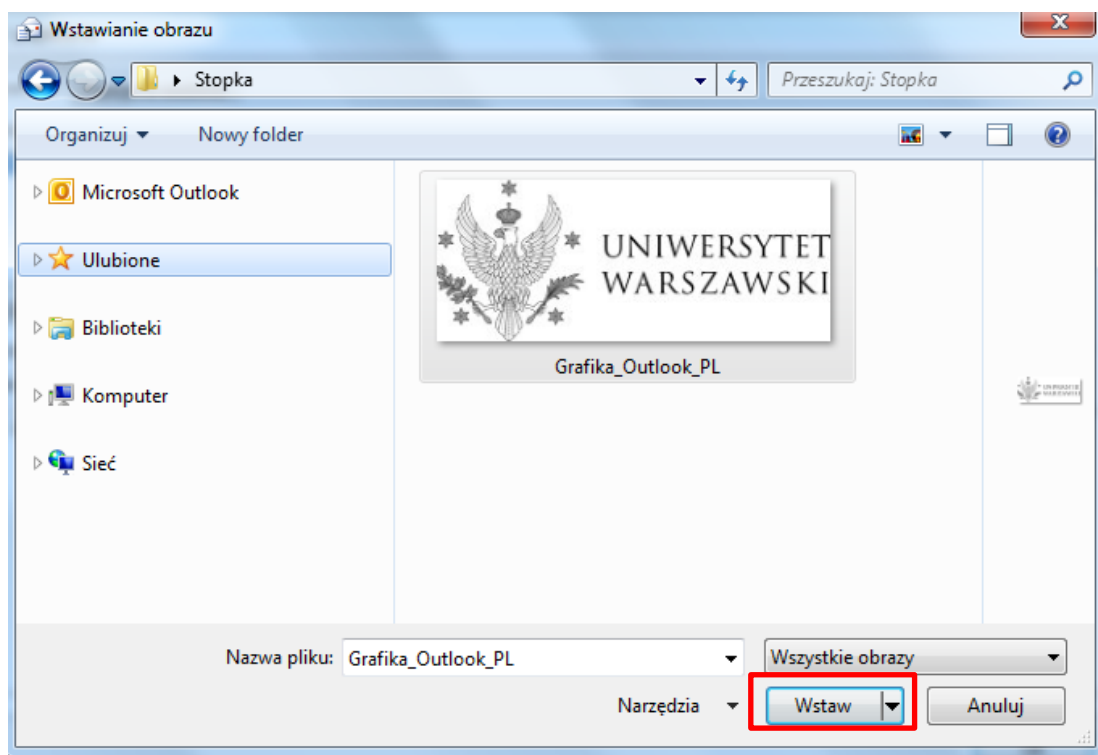 Wstawianie obrazu
Stopka
Przeszukaj: Stopka
Organizuj
Nowy folder
Microsoft Outlook
Ulubione
Biblioteki
Komputer
Sieć
UNIWERSYTET
WARSZAWSKI
Grafika_Outlook_PL
Nazwa pliku: Grafika_Outlook_PL
Wszystkie obrazy
Narzędzia
Wstaw
Anuluj